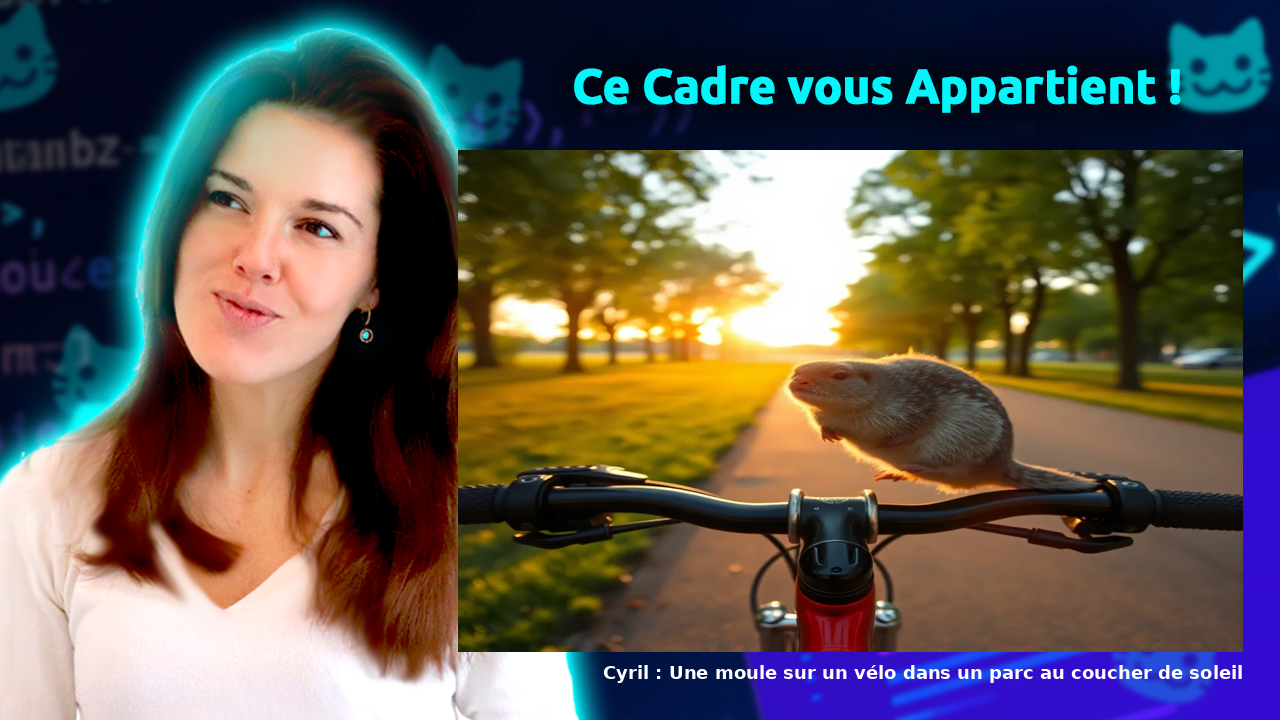 Ce Cadre vous Appartient !
Cyril : Une moule sur un vélo dans un parc au coucher de soleil